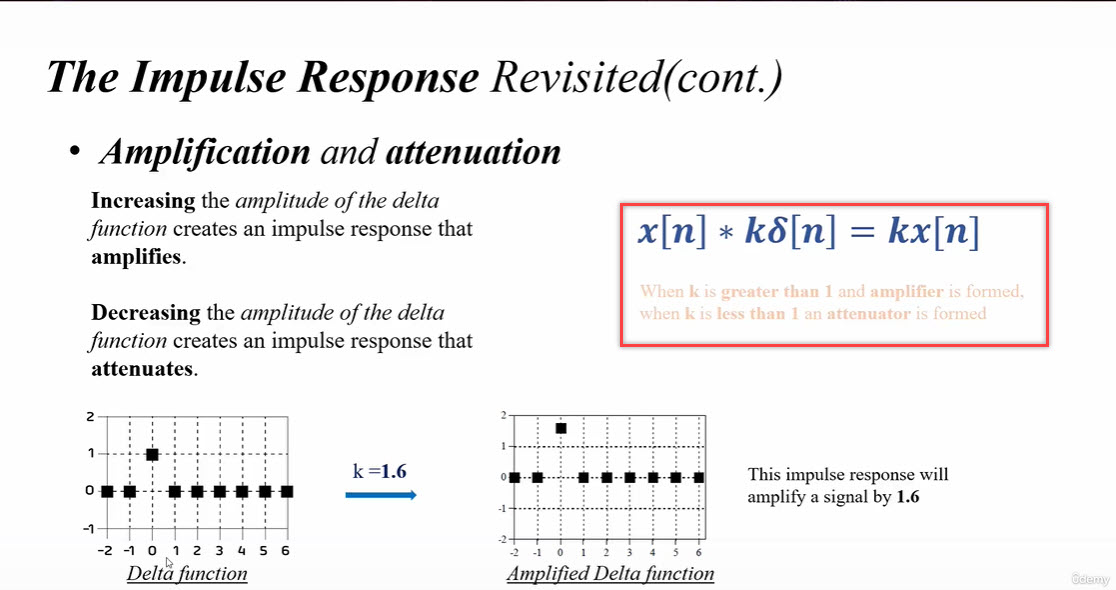 The Impulse Response Revisited(cont.)
• Amplification and attenuation
Increasing the amplitude of the delta
function creates an impulse response that
amplifies.
Decreasing the amplitude of the delta
function creates an impulse response that
attenuates.
x[n] ∗ kδ[n] = kx[n]
When k is greater than 1 and amplifier is formed,
when k is less than 1 an attenuator is formed
2
1
0
-1
-2 -1 0 1 2 3 4 5 6
Delta function
k =1.6
2
1
0
-1
-2
-2 -1 0 1 2 3 4 5 6
Amplified Delta function
This impulse response will
amplify a signal by 1.6
ûdemy